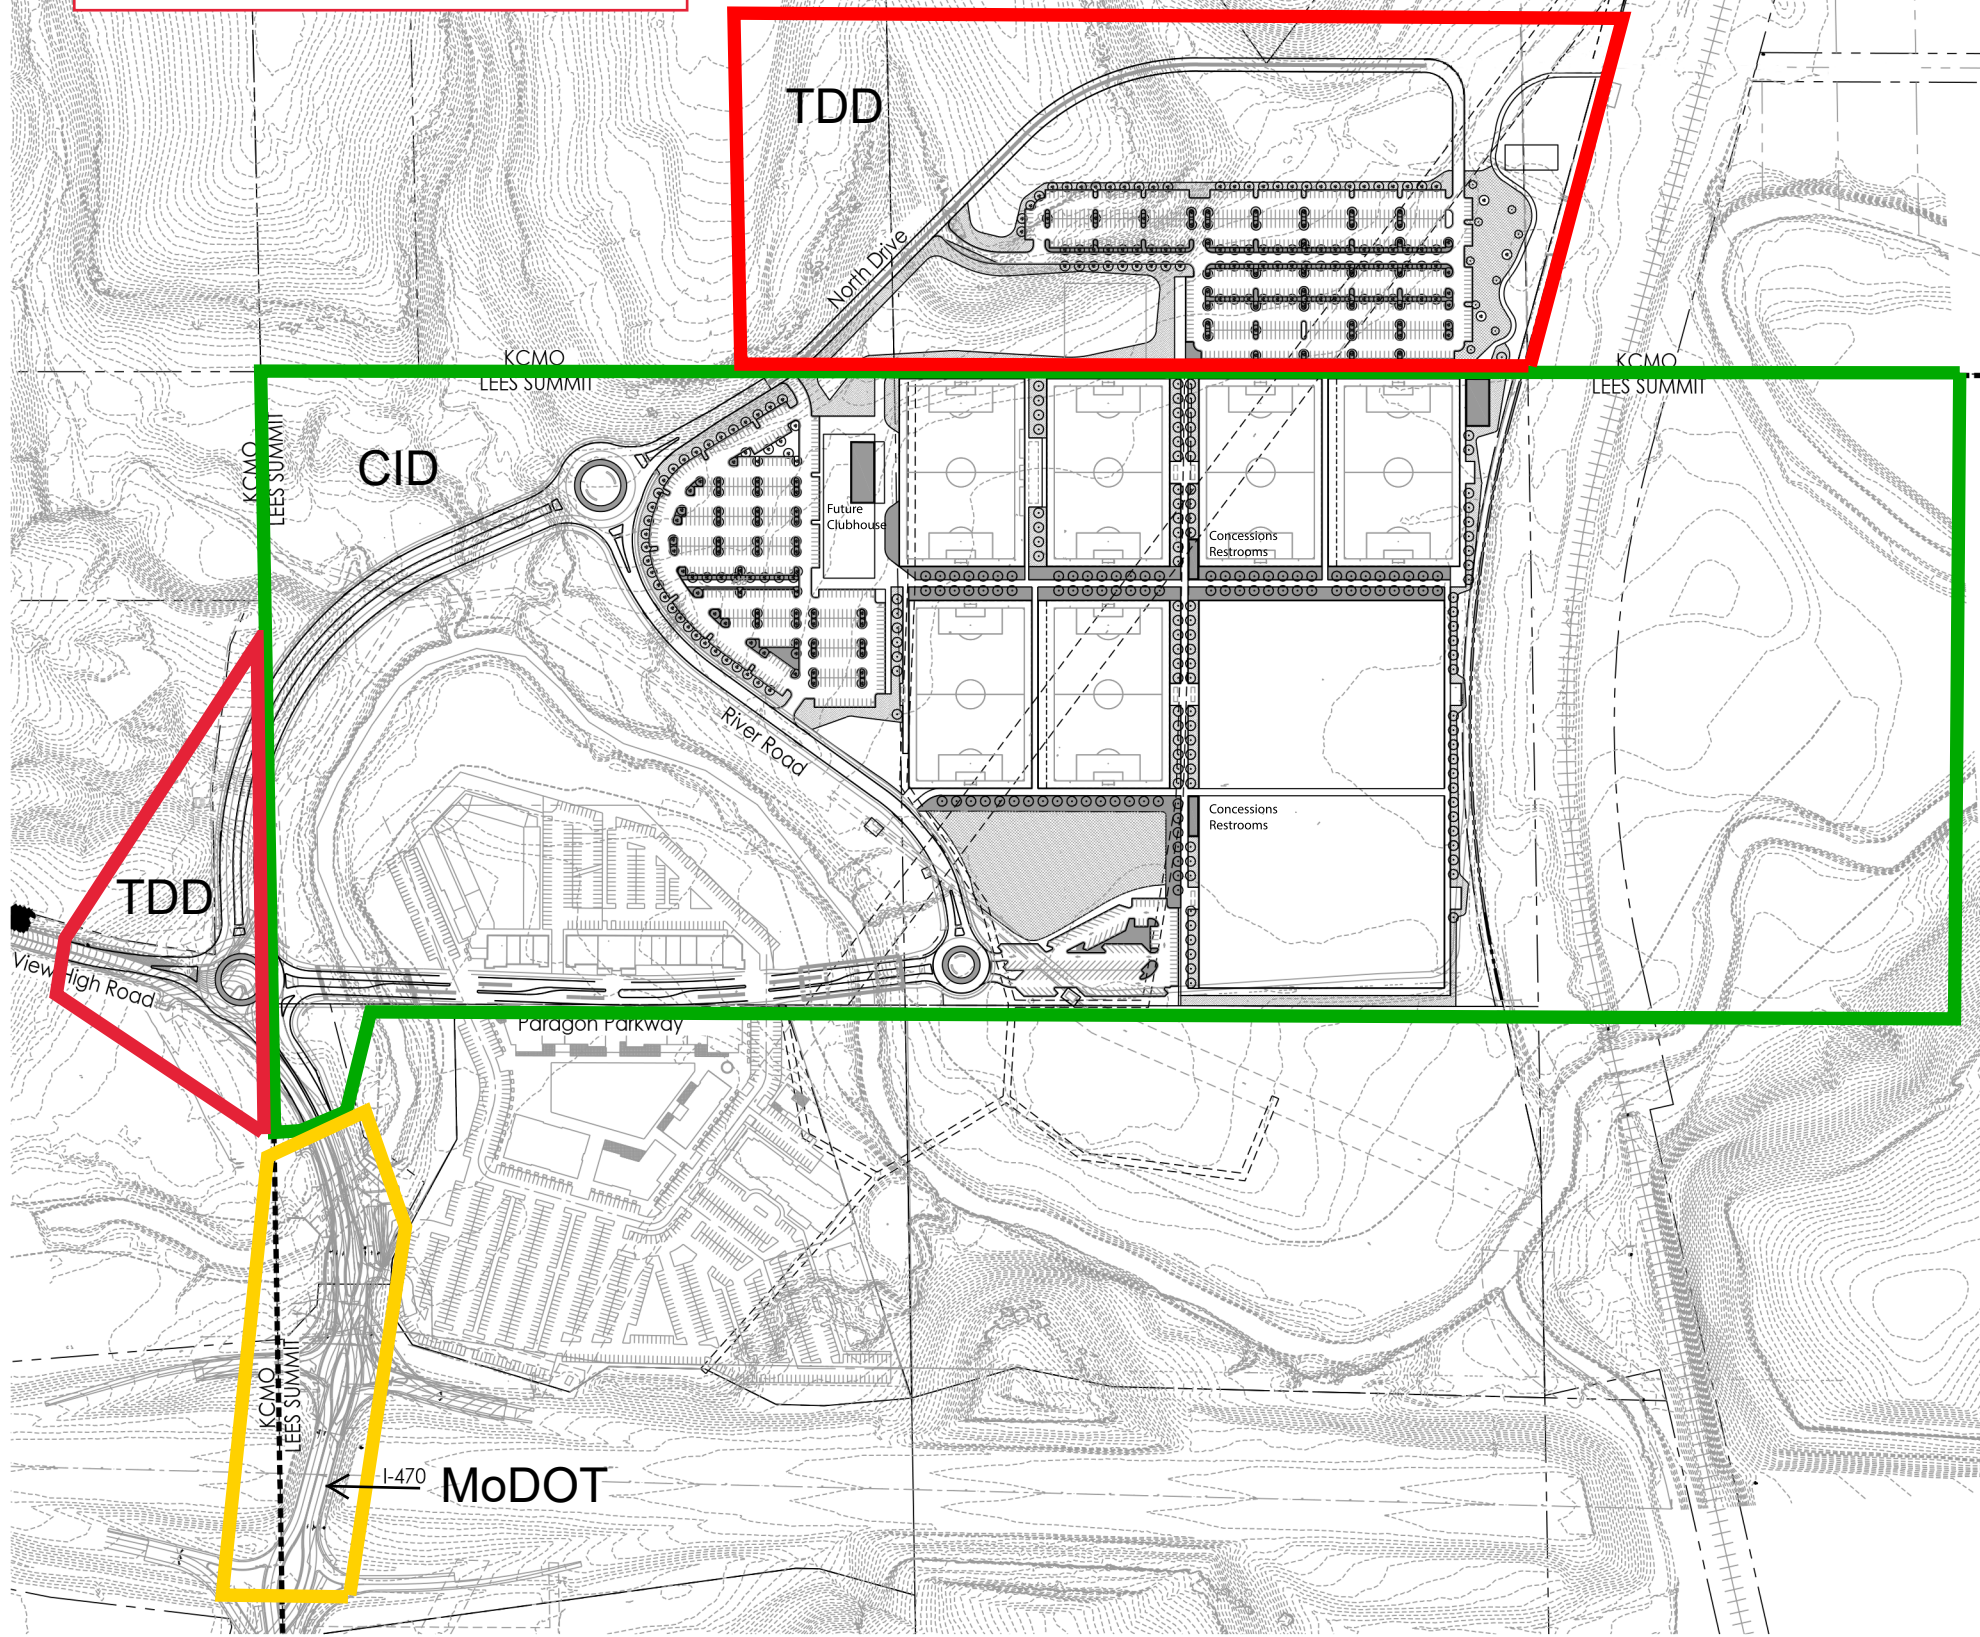 TDD
North Drive
KCMO
LEES SUMMIT
KCMO
LEES SUMMIT
KCMO
LEES SUMMIT
CID
Future
Clubhouse
Concessions
Restrooms
River Road
Concessions
Restrooms
TDD
View High Road
Paragon Parkway
KCMO
LEES SUMMIT
I-470
MoDOT